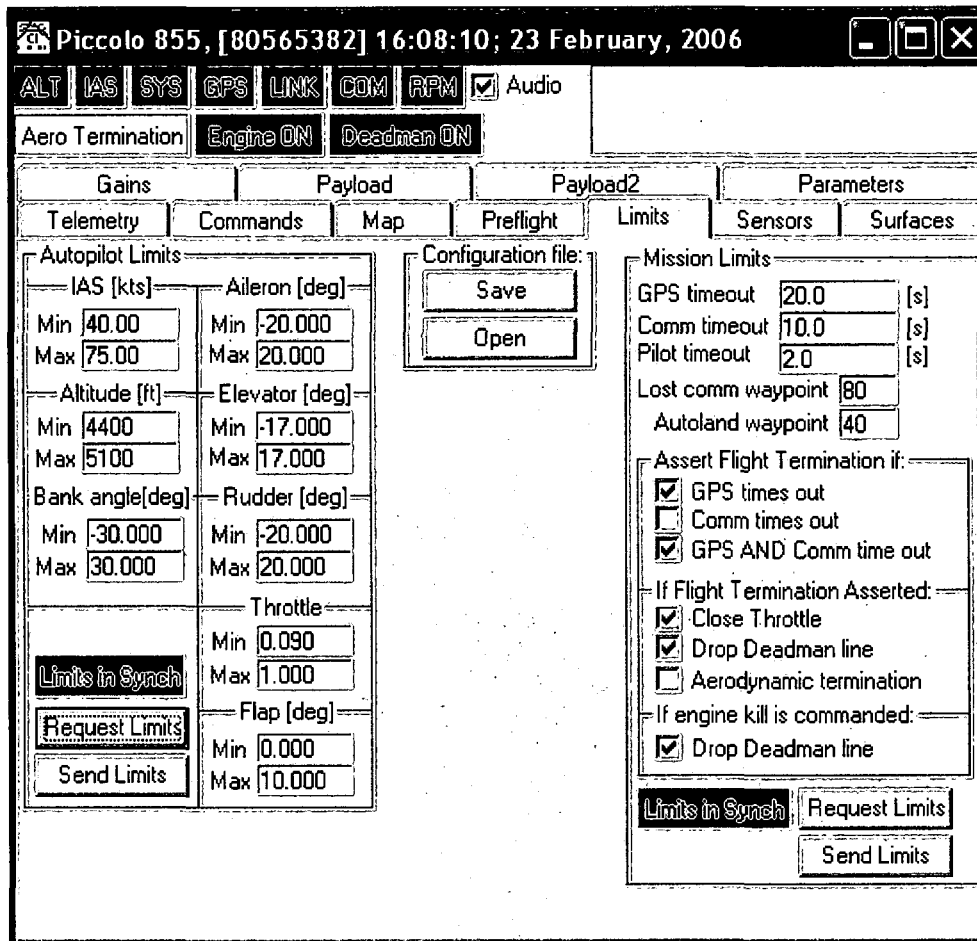 Piccolo 855, [80565382] 16:08:10; 23 February, 2006
ALT IAS SYS GPS LINK COM RPM Audio
Aero Termination Engine ON Deadman ON
Gains Payload Payload2 Parameters
Telemetry Commands Map Preflight Limits Sensors Surfaces
Autopilot Limits
IAS [kts]
Min 40.00
Max 75.00
Altitude [ft]
Min 4400
Max 5100
Bank angle[deg]
Min -30.000
Max 30.000
Limits in Synch
Request Limits
Send Limits
Aileron [deg]
Min -20.000
Max 20.000
Elevator [deg]
Min -17.000
Max 17.000
Rudder [deg]
Min -20.000
Max 20.000
Throttle
Min 0.090
Max 1.000
Flap [deg]
Min 0.000
Max 10.000
Configuration file:
Save
Open
Mission Limits
GPS timeout 20.0 [s]
Comm timeout 10.0 [s]
Pilot timeout 2.0 [s]
Lost comm waypoint 80
Autoland waypoint 40
Assert Flight Termination if:
GPS times out
Comm times out
GPS AND Comm time out
If Flight Termination Asserted:
Close Throttle
Drop Deadman line
Aerodynamic termination
If engine kill is commanded:
Drop Deadman line
Limits in Synch Request Limits
Send Limits